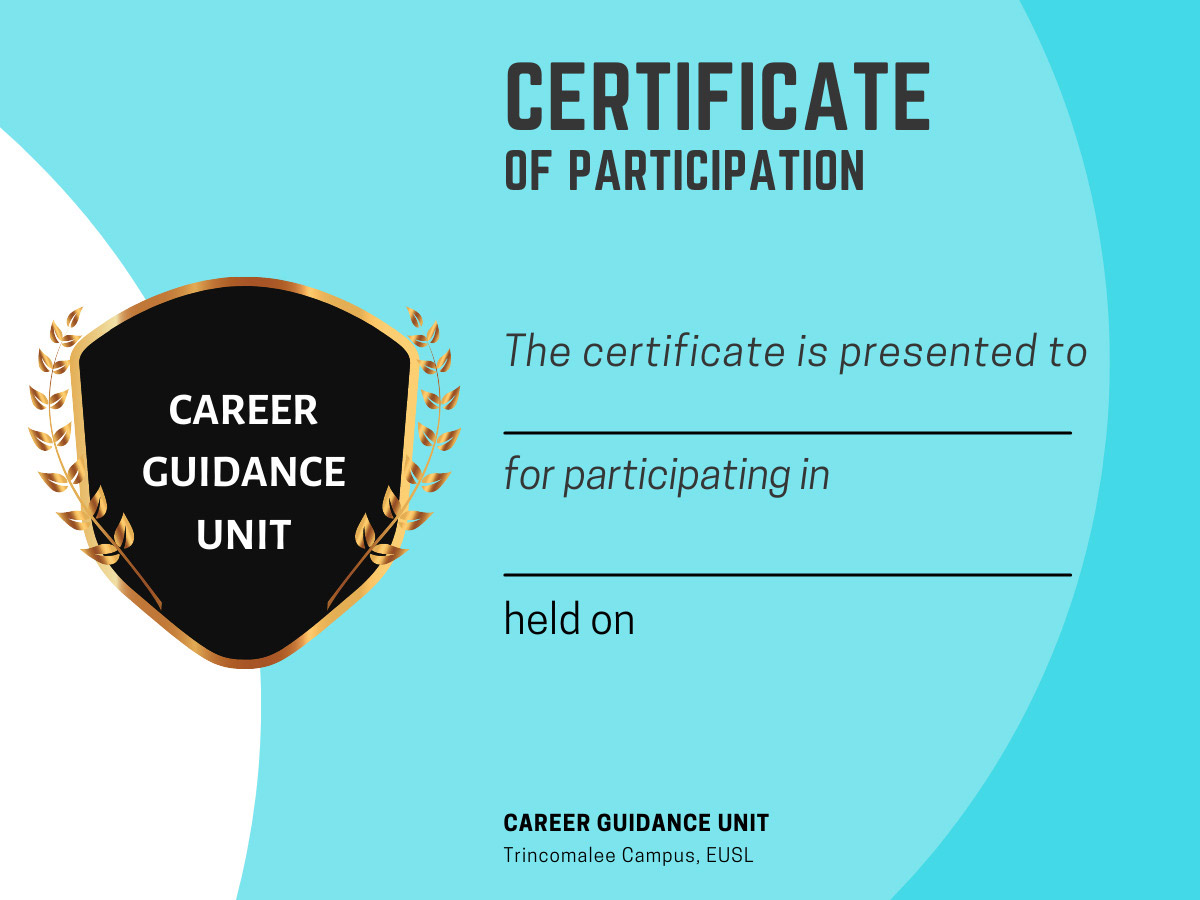 CERTIFICATE
OF PARTICIPATION
The certificate is presented to
CAREER
GUIDANCE
UNIT
for participating in
held on
CAREER GUIDANCE UNIT
Trincomalee Campus, EUSL